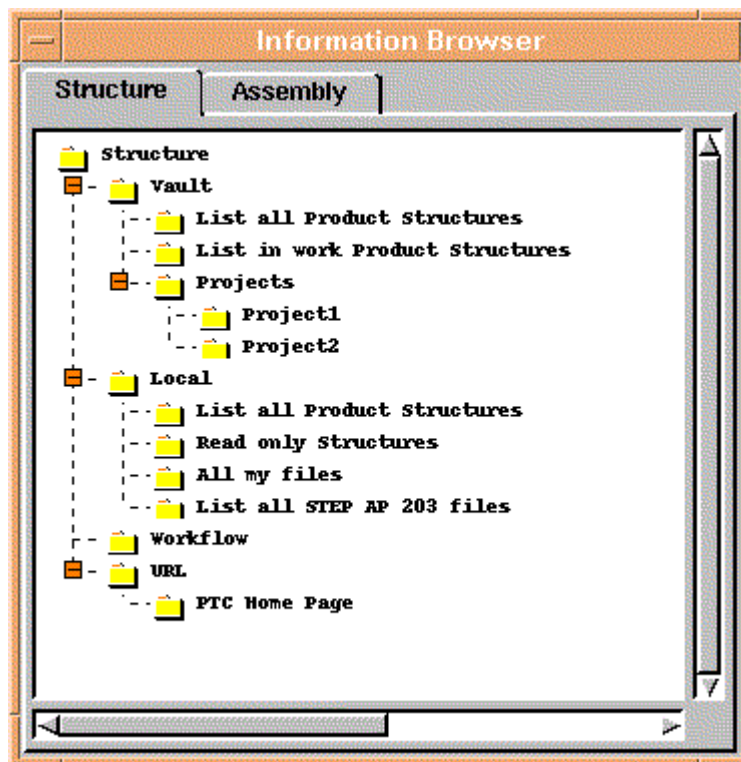 Information Browser
Structure Assembly
Structure
Vault
List all Product Structures
List in work Product Structures
Projects
Project1
Project2
Local
List all Product Structures
Read only Structures
All my files
List all STEP AP 203 files
Workflow
URL
PTC Home Page